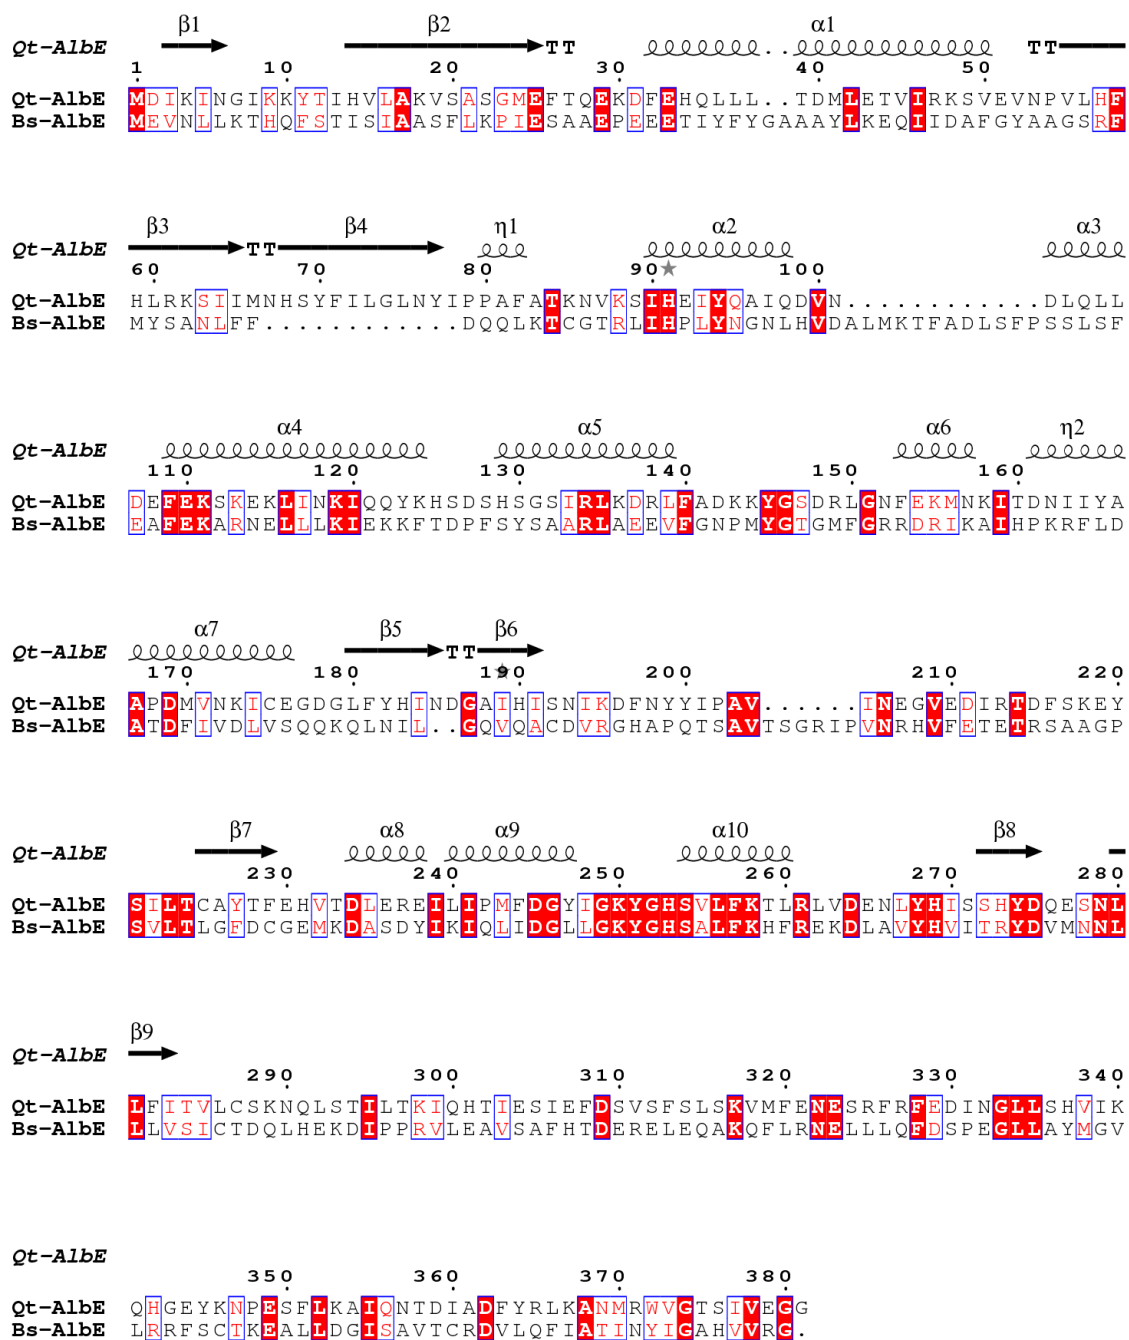 β1 β2 α1
Qt-AlbE TT .. TT
1 10 20 30 40 50
Qt-AlbE MDIKINGIKKYTIHVLAKVSASGMEFTQEKDFEHQLLL..TDMLETVIRKSVEVNPVLHF
Bs-AlbE MEVNLLKTHQFSTISIAASFLKPIESAAEPEEETIYFYGAAAYLKEQIIDAFGYAAGSRF
β3 β4 η1 α2 α3
Qt-AlbE TT
60 70 80 90 100
Qt-AlbE HLRKSIIMNHSYFILGLNYIPPAFATKNVKSIHEIYQAIQDVN............DLQLL
Bs-AlbE MYSANLFF............DQQLKTCGTRLIHPLYNGNLHVDALMKTFADLSFPSSLSF
α4 α5 α6 η2
Qt-AlbE
110 120 130 140 150 160
Qt-AlbE DEFEKSKEKLINKIQQYKHSDSHSGSIRLKDRLFADKKYGSDRLGNFEKMNKITDNIIYA
Bs-AlbE EAFEKARNELLLKIEKKFTDPFSYSAARLAEEVFGNPMYGTGMFGRRDRIKAIHPKRFLD
α7 β5 β6
Qt-AlbE TT
170 180 190 200 210 220
Qt-AlbE APDMVNKICEGDGLFYHINDGAIHISNIKDFNYYIPAV......INEGVEDIRTDFSKEY
Bs-AlbE ATDFIVDLVSQQKQLNIL..GQVQACDVRGHAPQTSAVTSGRIPVNRHVFETETRSAAGP
β7 α8 α9 α10 β8
Qt-AlbE
230 240 250 260 270 280
Qt-AlbE SILTCAYTFEHVTDLEREILIPMFDGYIGKYGHSVLFKTLRLVDENLYHISSHYDQESNL
Bs-AlbE SVLTLGFDCGEMKDASDYIKIQLIDGLLGKYGHSALFKHFREKDLAVYHVITRYDVMNNL
β9
Qt-AlbE
290 300 310 320 330 340
Qt-AlbE LFITVLCSKNQLSTILTKIQHTIESIEFDSVSFSLSKVMFENESRFRFEDINGLLSHVIK
Bs-AlbE LLVSICTDQLHEKDIPPRVLEAVSAFHTDERELEQAKQFLRNELLLQFDSPEGLLAYMGV
Qt-AlbE
350 360 370 380
Qt-AlbE QHGEYKNPESFLKAIQNTDIADFYRLKANMRWVGTSIVEGG
Bs-AlbE LRRFSCTKEALLDGISAVTCRDVLQFIATINYIGAHVVRG.